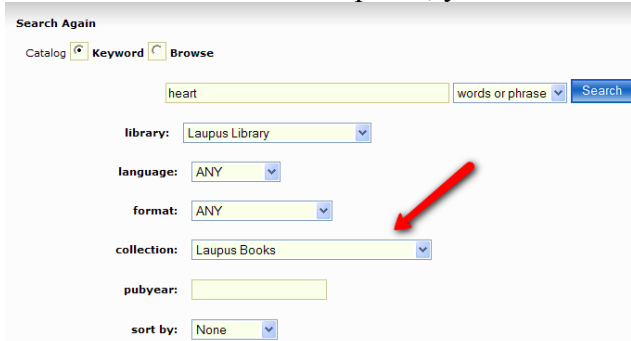 Search Again
Catalog Keyword Browse
heart words or phrase Search
library: Laupus Library
language: ANY
format: ANY
collection: Laupus Books
pubyear:
sort by: None